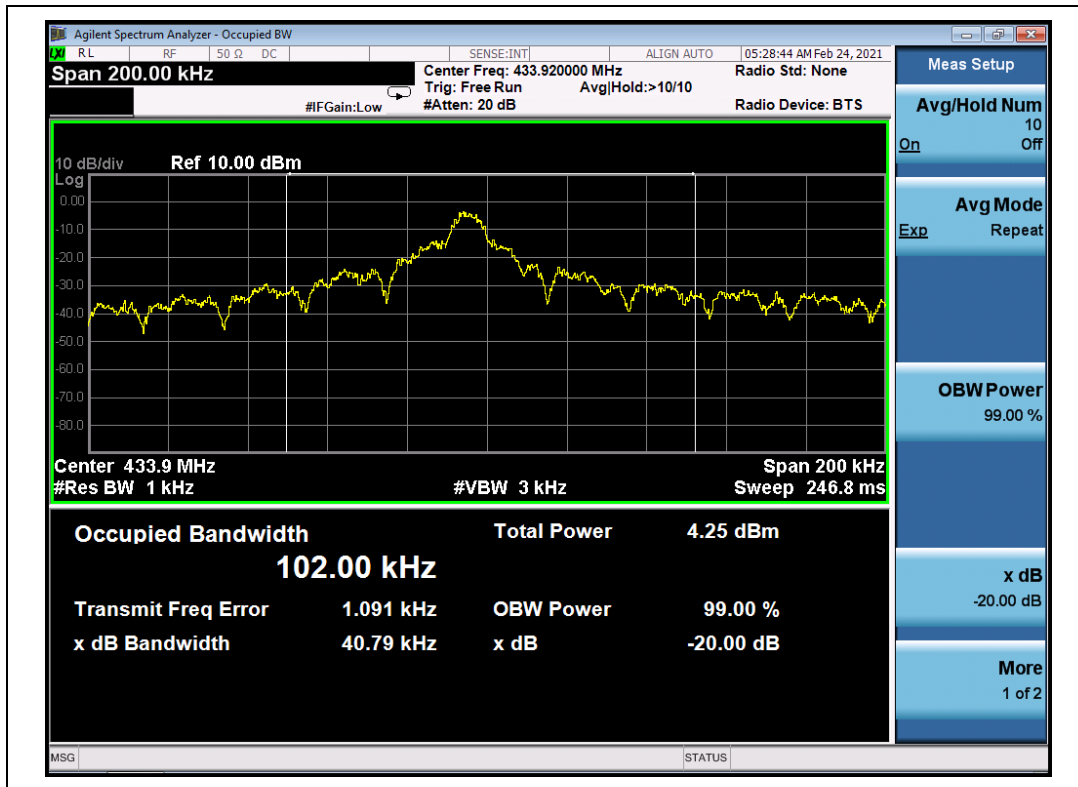 Agilent Spectrum Analyzer - Occupied BW
LXI RL RF 50 Ω DC SENSE:INT ALIGN AUTO 05:28:44 AM Feb 24, 2021
Span 200.00 kHz
Center Freq: 433.920000 MHz
Radio Std: None
Trig: Free Run Avg|Hold:>10/10
#IFGain:Low
#Atten: 20 dB
Radio Device: BTS
10 dB/div Ref 10.00 dBm
Log
0.00
-10.0
-20.0
-30.0
-40.0
-50.0
-60.0
-70.0
-80.0
Center 433.9 MHz Span 200 kHz
#Res BW 1 kHz #VBW 3 kHz Sweep 246.8 ms
Occupied Bandwidth Total Power 4.25 dBm
102.00 kHz
Transmit Freq Error 1.091 kHz OBW Power 99.00 %
x dB Bandwidth 40.79 kHz x dB -20.00 dB
MSG STATUS
Meas Setup
Avg/Hold Num
10
On Off
Avg Mode
Exp Repeat
OBW Power
99.00 %
x dB
-20.00 dB
More
1 of 2